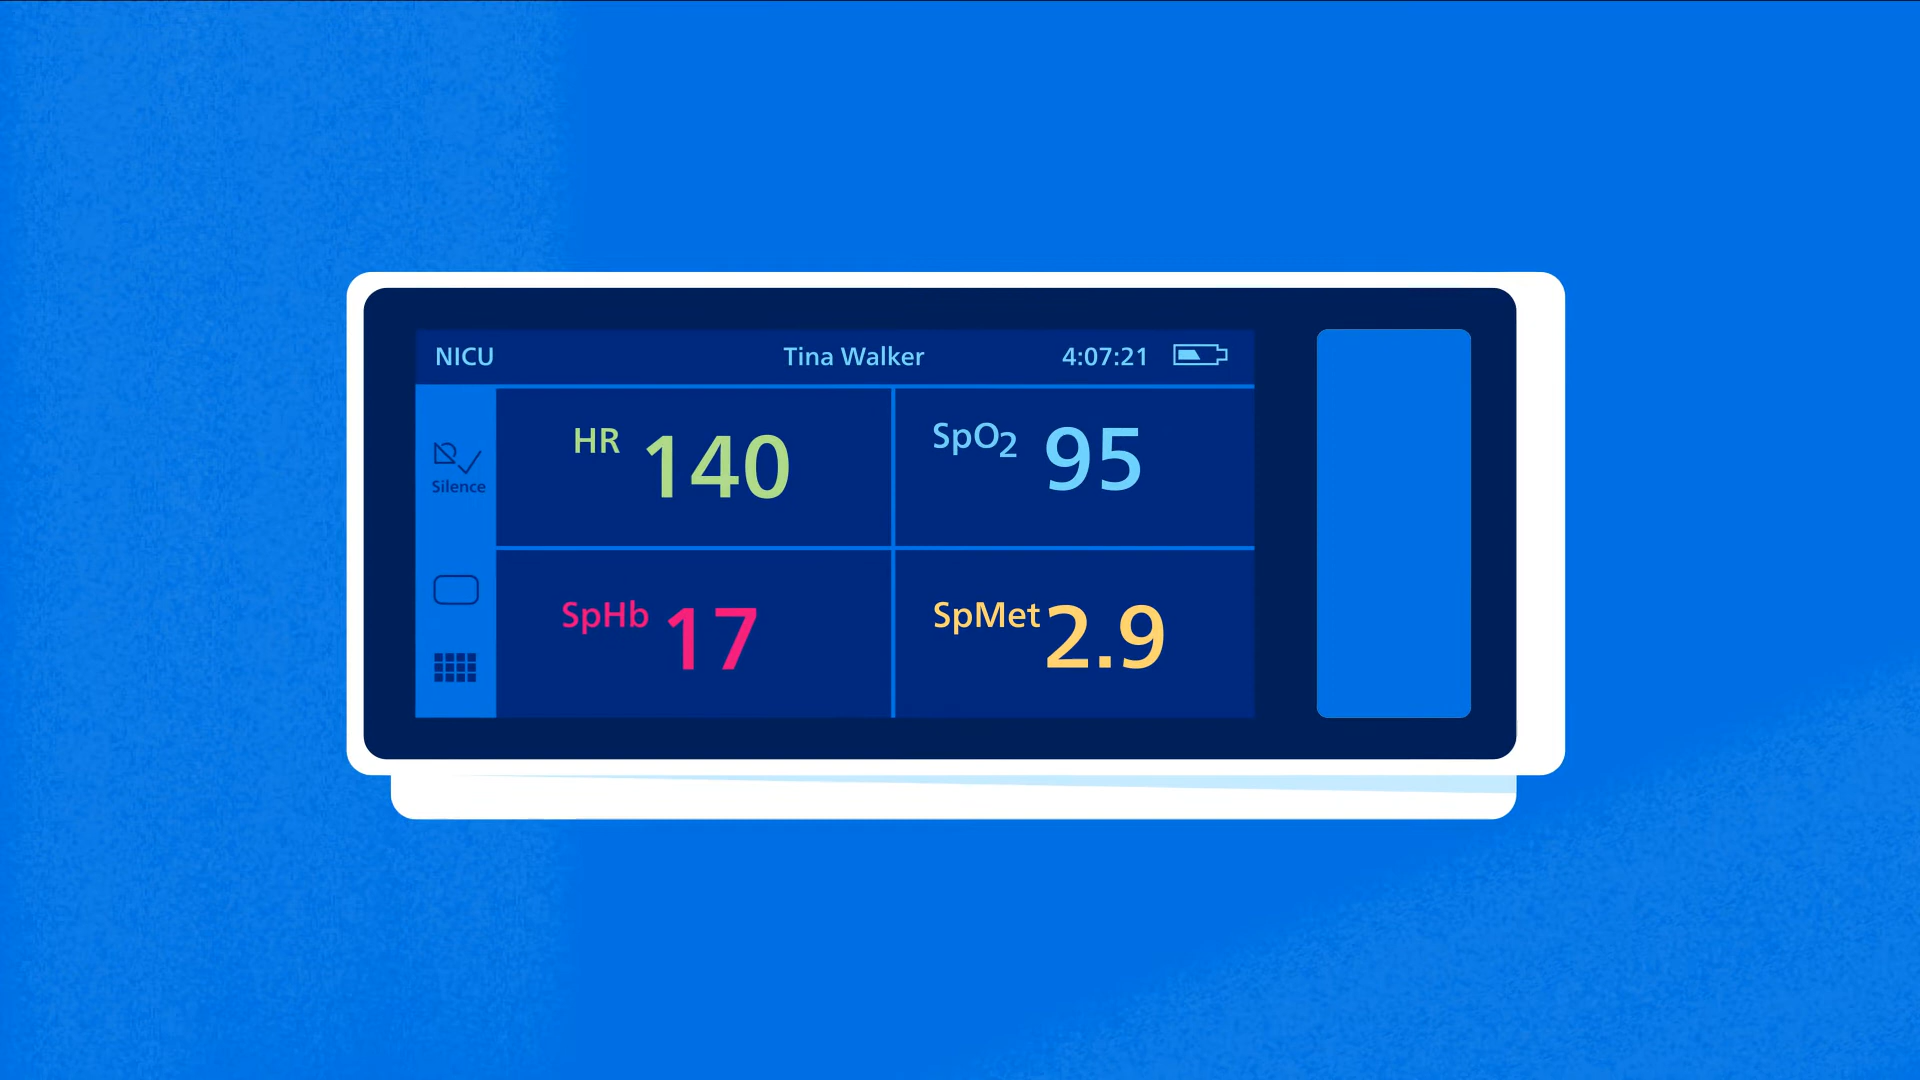 NICU Tina Walker 4:07:21
HR 140 SpO₂ 95
Silence
SpHb 17 SpMet 2.9